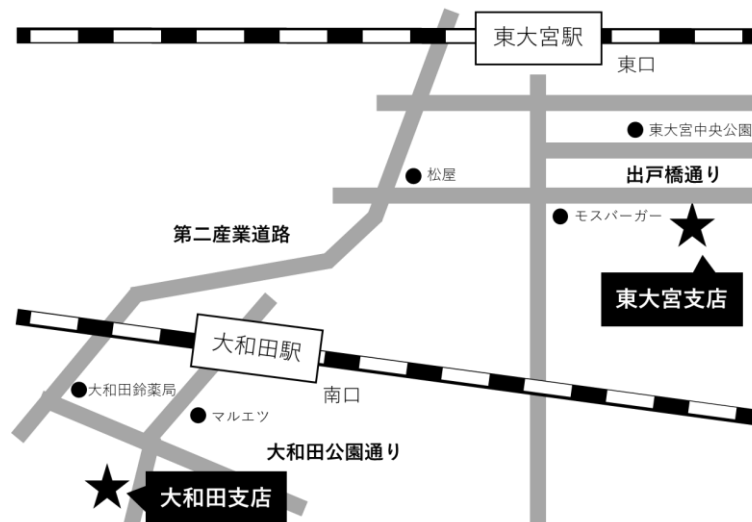 東大宮駅
東口
東大宮中央公園
松屋
出戸橋通り
モスバーガー
第二産業道路
東大宮支店
大和田駅
大和田鈴薬局
南口
マルエツ
大和田公園通り
大和田支店